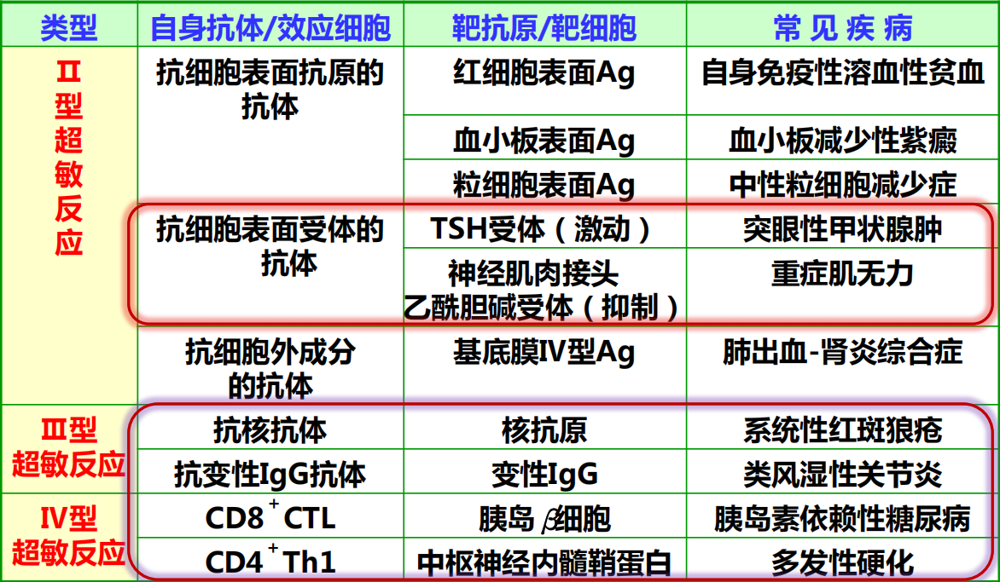 类型 自身抗体/效应细胞 靶抗原/靶细胞 常见疾病
Ⅱ型超敏反应
抗细胞表面抗原的
抗体
红细胞表面Ag 自身免疫性溶血性贫血
血小板表面Ag 血小板减少性紫癜
粒细胞表面Ag 中性粒细胞减少症
抗细胞表面受体的
抗体
TSH受体（激动） 突眼性甲状腺肿
神经肌肉接头
乙酰胆碱受体（抑制）
重症肌无力
抗细胞外成分
的抗体
基底膜Ⅳ型Ag 肺出血-肾炎综合症
Ⅲ型
超敏反应
抗核抗体 核抗原 系统性红斑狼疮
抗变性IgG抗体 变性IgG 类风湿性关节炎
Ⅳ型
超敏反应
CD8⁺CTL 胰岛β细胞 胰岛素依赖性糖尿病
CD4⁺Th1 中枢神经内髓鞘蛋白 多发性硬化